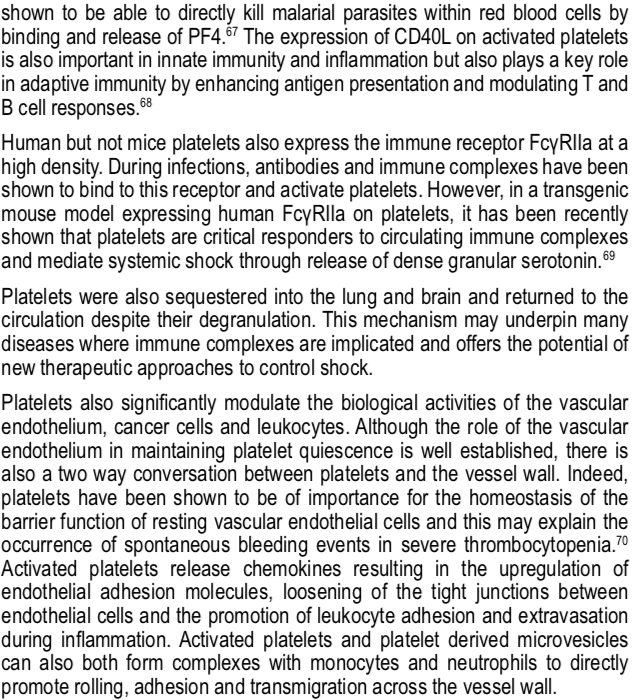 shown to be able to directly kill malarial parasites within red blood cells by
binding and release of PF4.67 The expression of CD40L on activated platelets
is also important in innate immunity and inflammation but also plays a key role
in adaptive immunity by enhancing antigen presentation and modulating T and
B cell responses.68
Human but not mice platelets also express the immune receptor FcγRIIa at a
high density. During infections, antibodies and immune complexes have been
shown to bind to this receptor and activate platelets. However, in a transgenic
mouse model expressing human FcγRIIa on platelets, it has been recently
shown that platelets are critical responders to circulating immune complexes
and mediate systemic shock through release of dense granular serotonin.69
Platelets were also sequestered into the lung and brain and returned to the
circulation despite their degranulation. This mechanism may underpin many
diseases where immune complexes are implicated and offers the potential of
new therapeutic approaches to control shock.
Platelets also significantly modulate the biological activities of the vascular
endothelium, cancer cells and leukocytes. Although the role of the vascular
endothelium in maintaining platelet quiescence is well established, there is
also a two way conversation between platelets and the vessel wall. Indeed,
platelets have been shown to be of importance for the homeostasis of the
barrier function of resting vascular endothelial cells and this may explain the
occurrence of spontaneous bleeding events in severe thrombocytopenia.70
Activated platelets release chemokines resulting in the upregulation of
endothelial adhesion molecules, loosening of the tight junctions between
endothelial cells and the promotion of leukocyte adhesion and extravasation
during inflammation. Activated platelets and platelet derived microvesicles
can also both form complexes with monocytes and neutrophils to directly
promote rolling, adhesion and transmigration across the vessel wall.